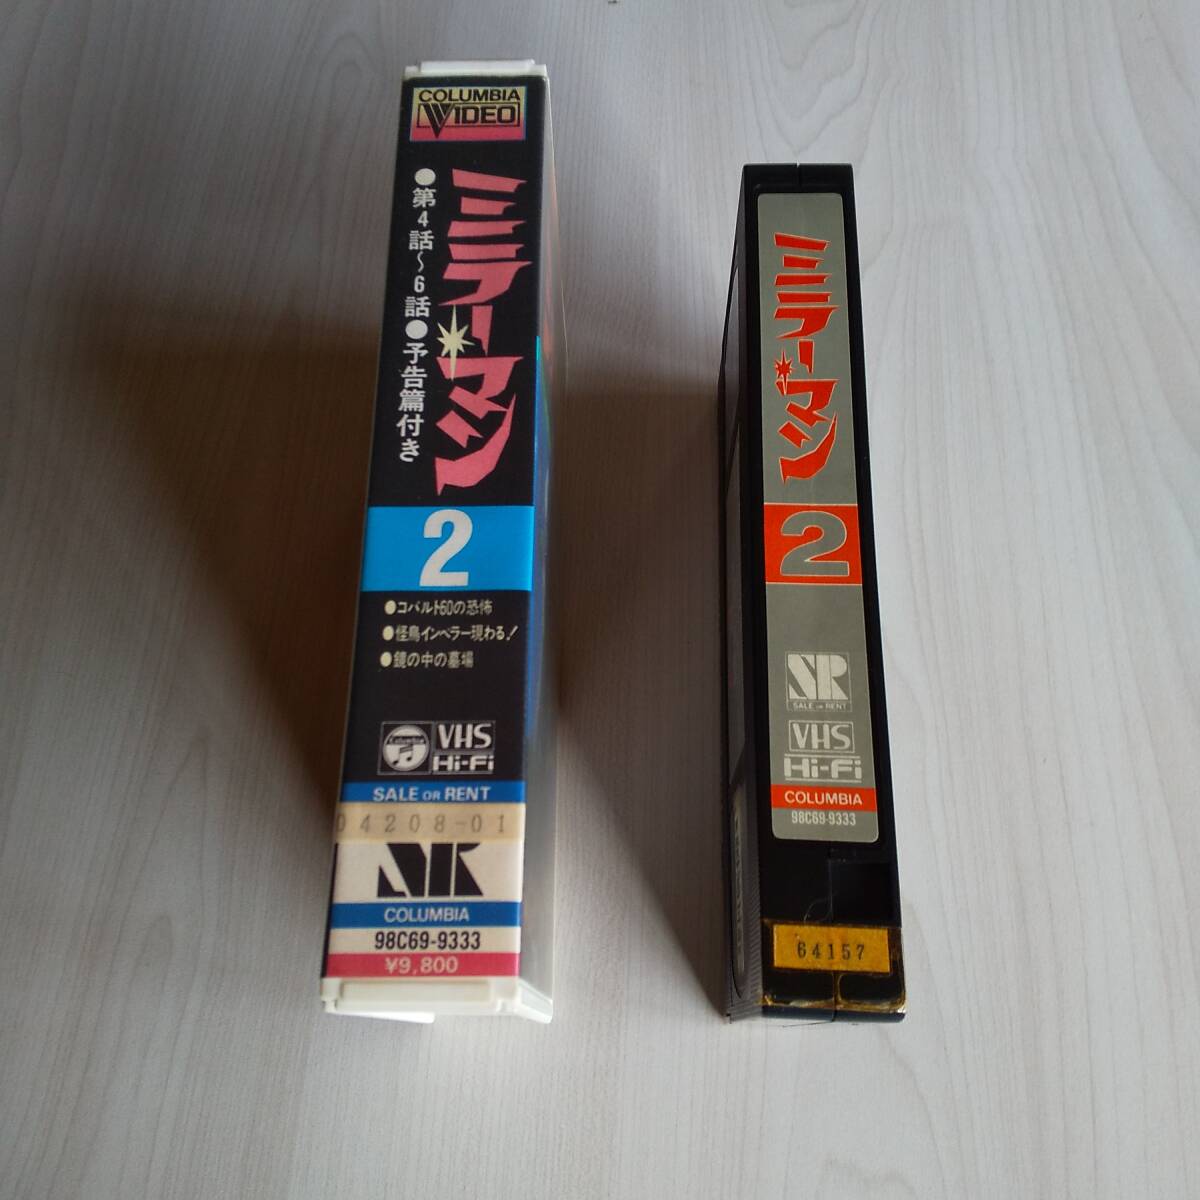 COLUMBIA
VIDEO
ミラーマン
●第4話～6話●予告篇付き
2
●コバルト60の恐怖
●怪鳥インベラー現わる！
●鏡の中の墓場
Columbia
VHS
Hi-Fi
SALE OR RENT
04208-01
SR
COLUMBIA
98C69-9333
¥9,800
ミラーマン
2
SR
SALE OR RENT
VHS
Hi-Fi
COLUMBIA
98C69-9333
64157